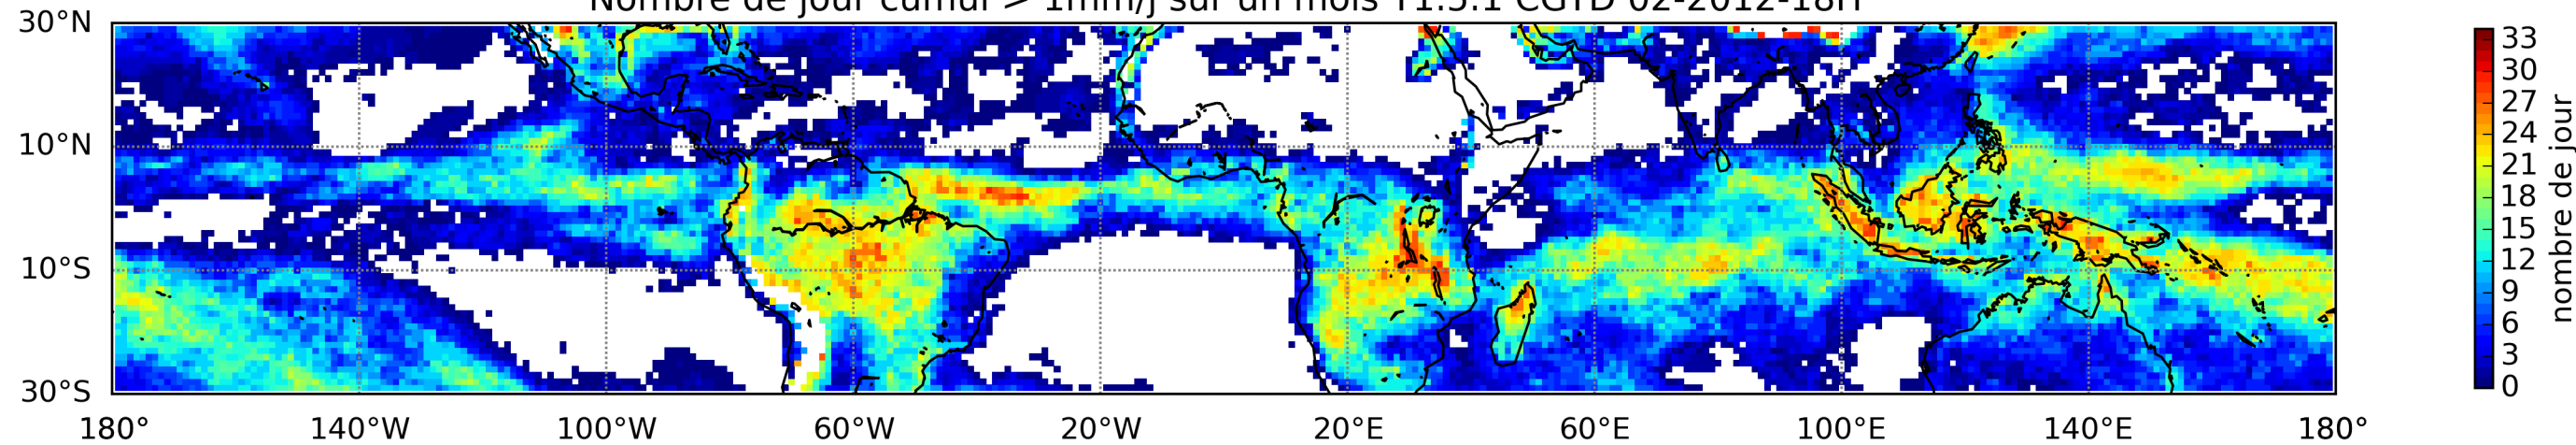 Nombre de jour cumul > 1mm/j sur un mois T1.5.1 CGTD 02-2012-18H
30°N
10°N
10°S
30°S
180° 140°W 100°W 60°W 20°W 20°E 60°E 100°E 140°E 180°
33
30
27
24
21
18
15
12
9
6
3
0
nombre de jour